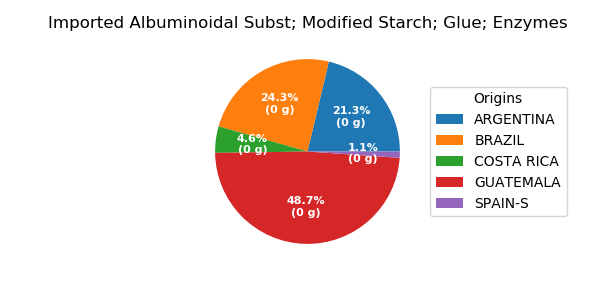 Imported Albuminoidal Subst; Modified Starch; Glue; Enzymes
24.3%
(0 g)
21.3%
(0 g)
4.6%
(0 g)
1.1%
(0 g)
48.7%
(0 g)
Origins
ARGENTINA
BRAZIL
COSTA RICA
GUATEMALA
SPAIN-S